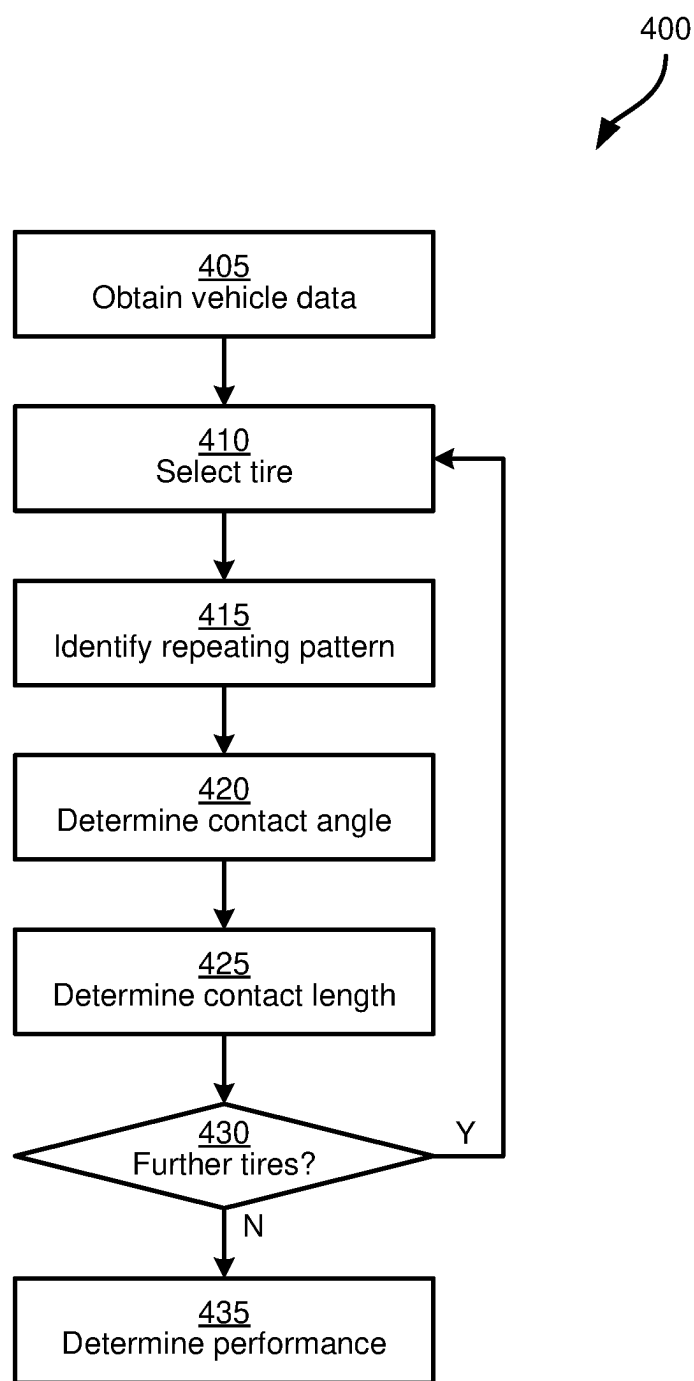 400
405
Obtain vehicle data
410
Select tire
415
Identify repeating pattern
420
Determine contact angle
425
Determine contact length
430
Further tires?
Y
N
435
Determine performance